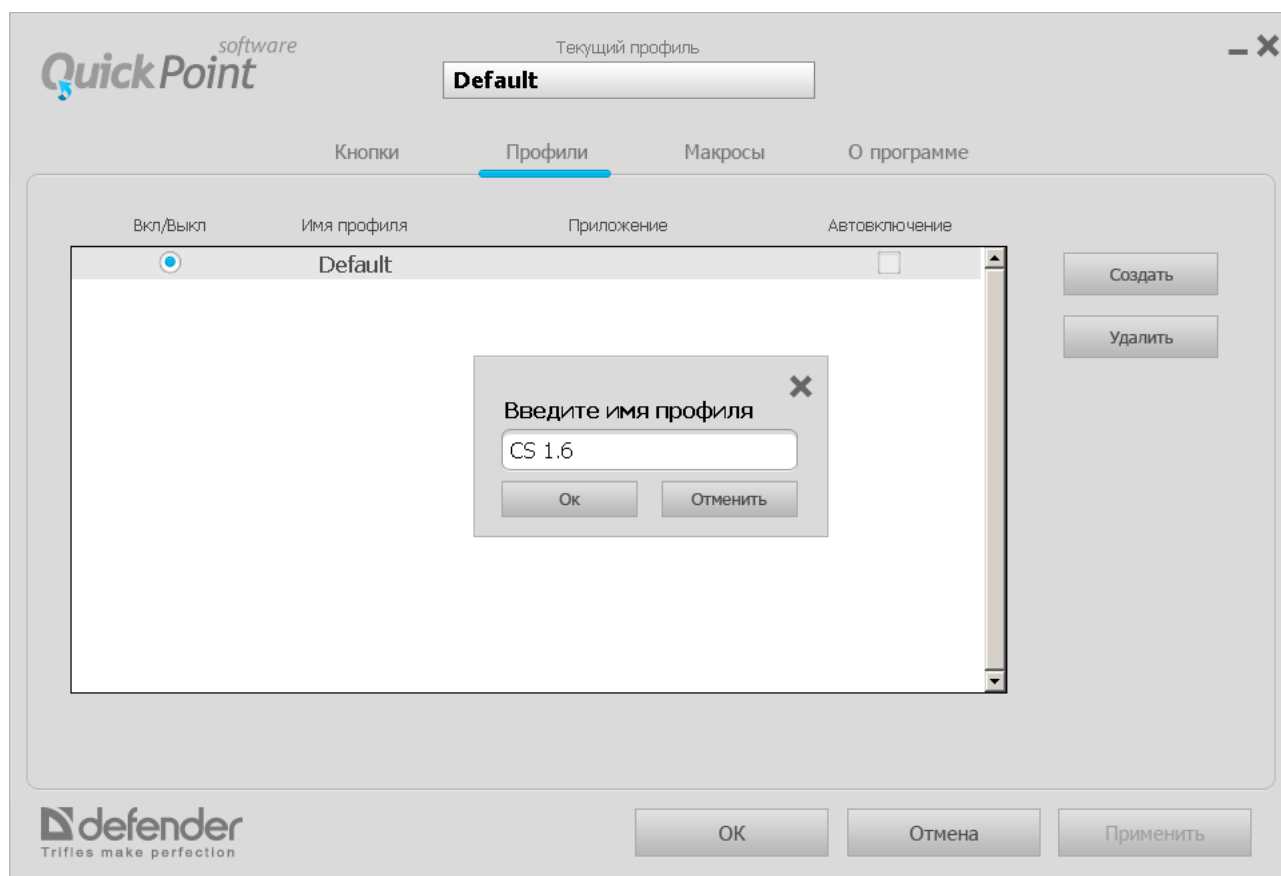 software
QuickPoint
Текущий профиль
Default
Кнопки Профили Макросы О программе
Вкл/Выкл Имя профиля Приложение Автовключение
Default
Создать
Удалить
Введите имя профиля
CS 1.6
Ок Отменить
defender
Trifles make perfection
OK Отмена Применить